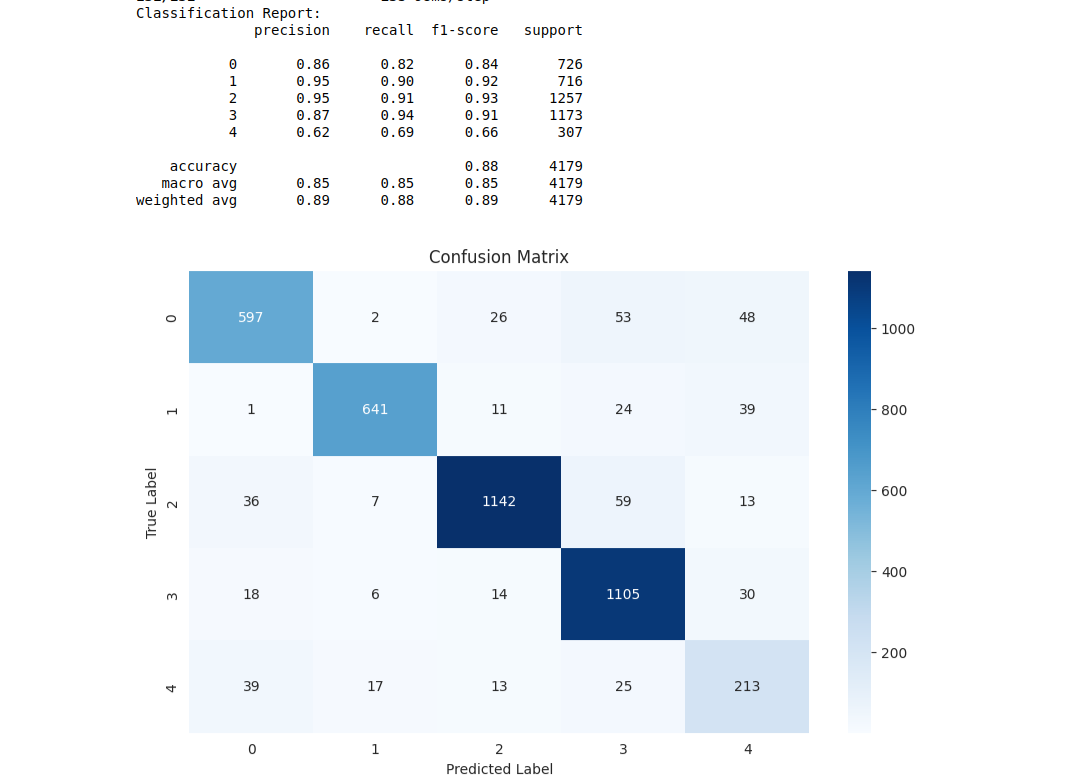 Classification Report:
precision recall f1-score support
0 0.86 0.82 0.84 726
1 0.95 0.90 0.92 716
2 0.95 0.91 0.93 1257
3 0.87 0.94 0.91 1173
4 0.62 0.69 0.66 307
accuracy 0.88 4179
macro avg 0.85 0.85 0.85 4179
weighted avg 0.89 0.88 0.89 4179
Confusion Matrix
0 597 2 26 53 48
1000
1 1 641 11 24 39
800
True Label
2 36 7 1142 59 13
600
400
3 18 6 14 1105 30
200
4 39 17 13 25 213
0 1 2 3 4
Predicted Label